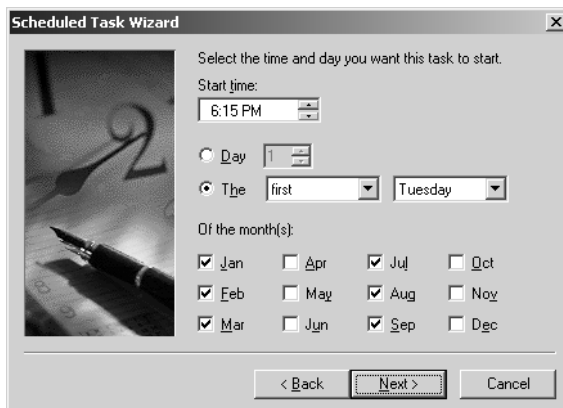 Scheduled Task Wizard
Select the time and day you want this task to start.
Start time:
6:15 PM
Day 1
The first Tuesday
Of the month(s):
Jan Apr Jul Oct
Feb May Aug Nov
Mar Jun Sep Dec
< Back Next > Cancel